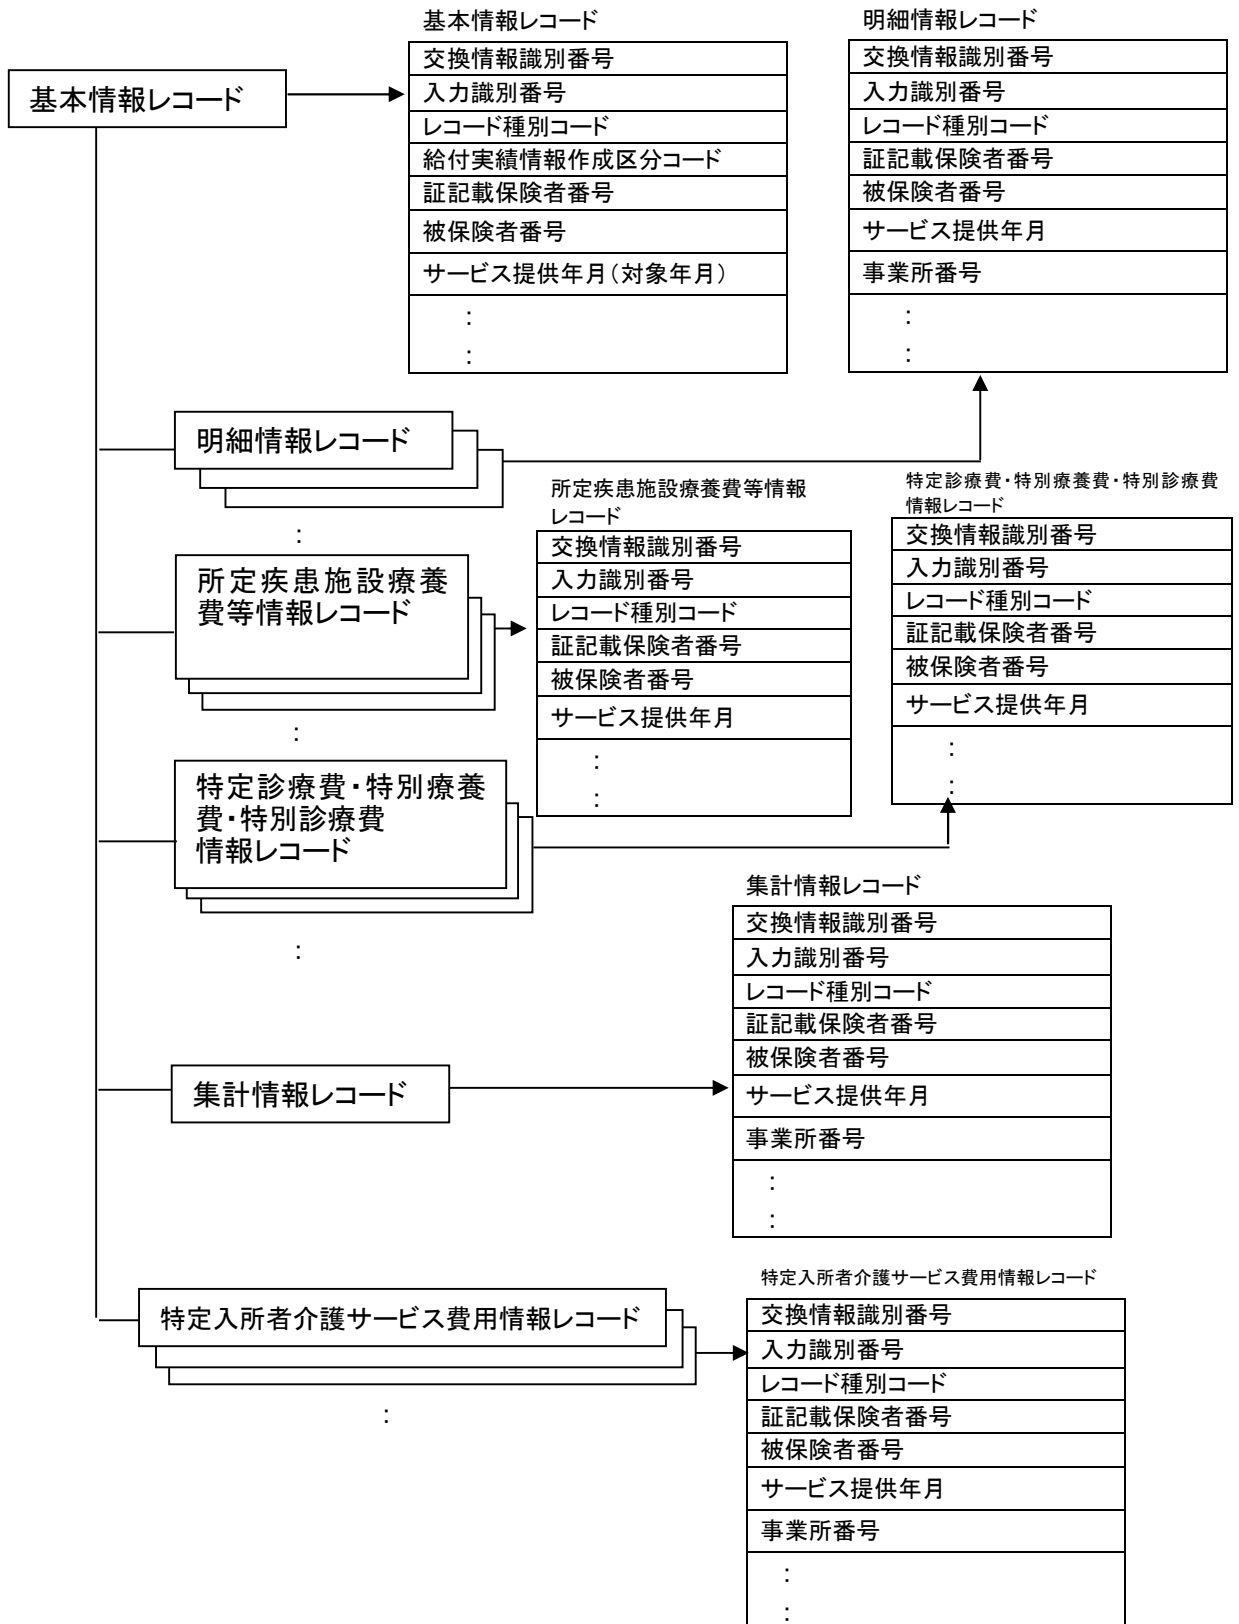 基本情報レコード
明細情報レコード
基本情報レコード
交換情報識別番号
入力識別番号
レコード種別コード
給付実績情報作成区分コード
証記載保険者番号
被保険者番号
サービス提供年月(対象年月)
:
:
交換情報識別番号
入力識別番号
レコード種別コード
証記載保険者番号
被保険者番号
サービス提供年月
事業所番号
:
:
明細情報レコード
:
所定疾患施設療養費等情報
レコード
交換情報識別番号
入力識別番号
レコード種別コード
証記載保険者番号
被保険者番号
サービス提供年月
:
:
特定診療費・特別療養費・特別診療費
情報レコード
交換情報識別番号
入力識別番号
レコード種別コード
証記載保険者番号
被保険者番号
サービス提供年月
:
:
所定疾患施設療養
費等情報レコード
:
特定診療費・特別療養
費・特別診療費
情報レコード
:
集計情報レコード
交換情報識別番号
入力識別番号
レコード種別コード
証記載保険者番号
被保険者番号
サービス提供年月
事業所番号
:
:
集計情報レコード
特定入所者介護サービス費用情報レコード
交換情報識別番号
入力識別番号
レコード種別コード
証記載保険者番号
被保険者番号
サービス提供年月
事業所番号
:
:
特定入所者介護サービス費用情報レコード
: